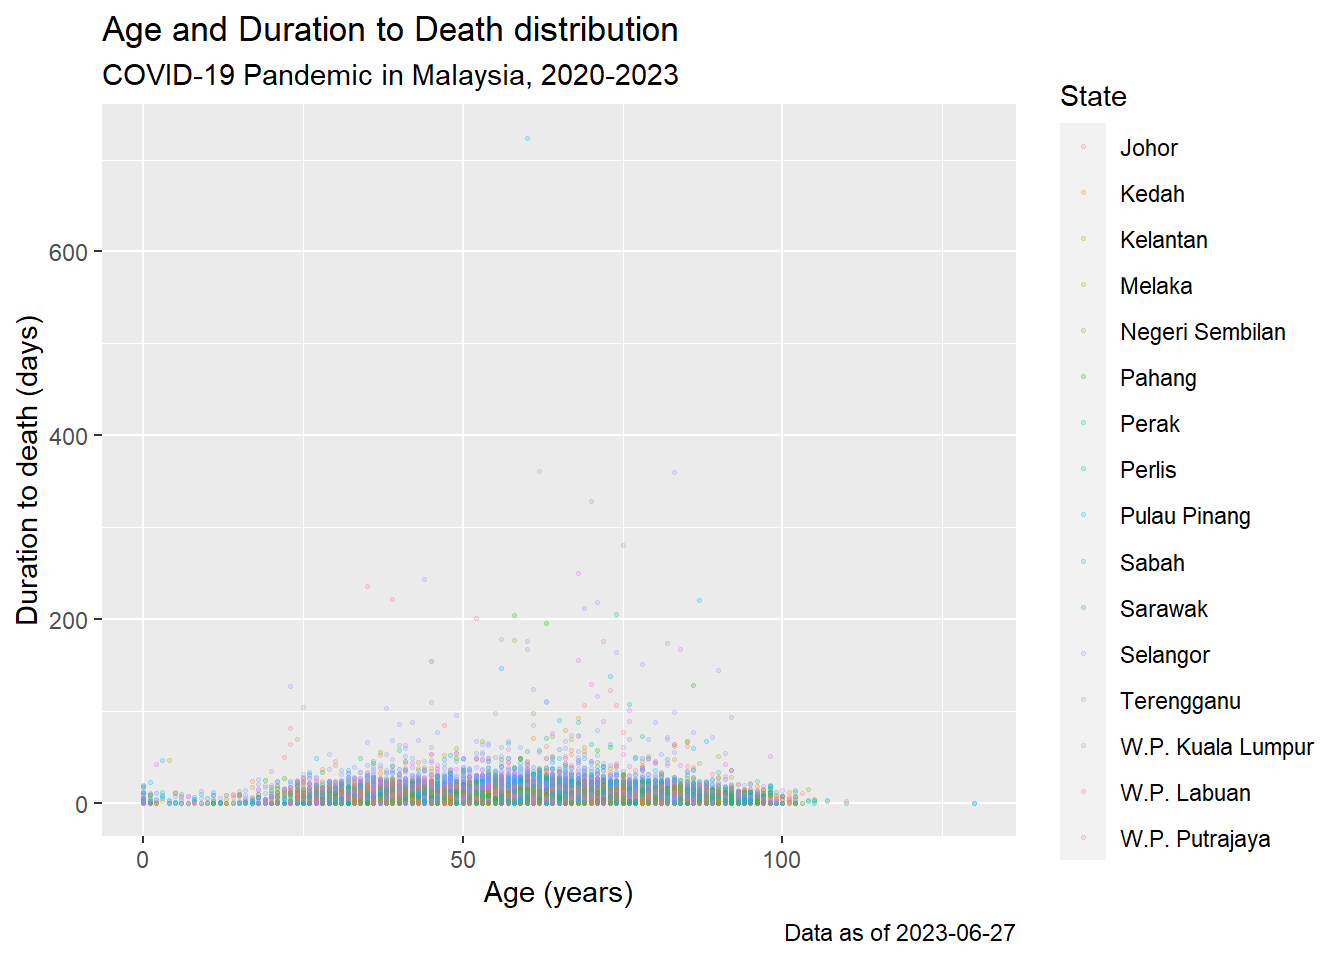 Age and Duration to Death distribution
COVID-19 Pandemic in Malaysia, 2020-2023
Duration to death (days)
600
400
200
0
0
50
100
Age (years)
State
Johor
Kedah
Kelantan
Melaka
Negeri Sembilan
Pahang
Perak
Perlis
Pulau Pinang
Sabah
Sarawak
Selangor
Terengganu
W.P. Kuala Lumpur
W.P. Labuan
W.P. Putrajaya
Data as of 2023-06-27